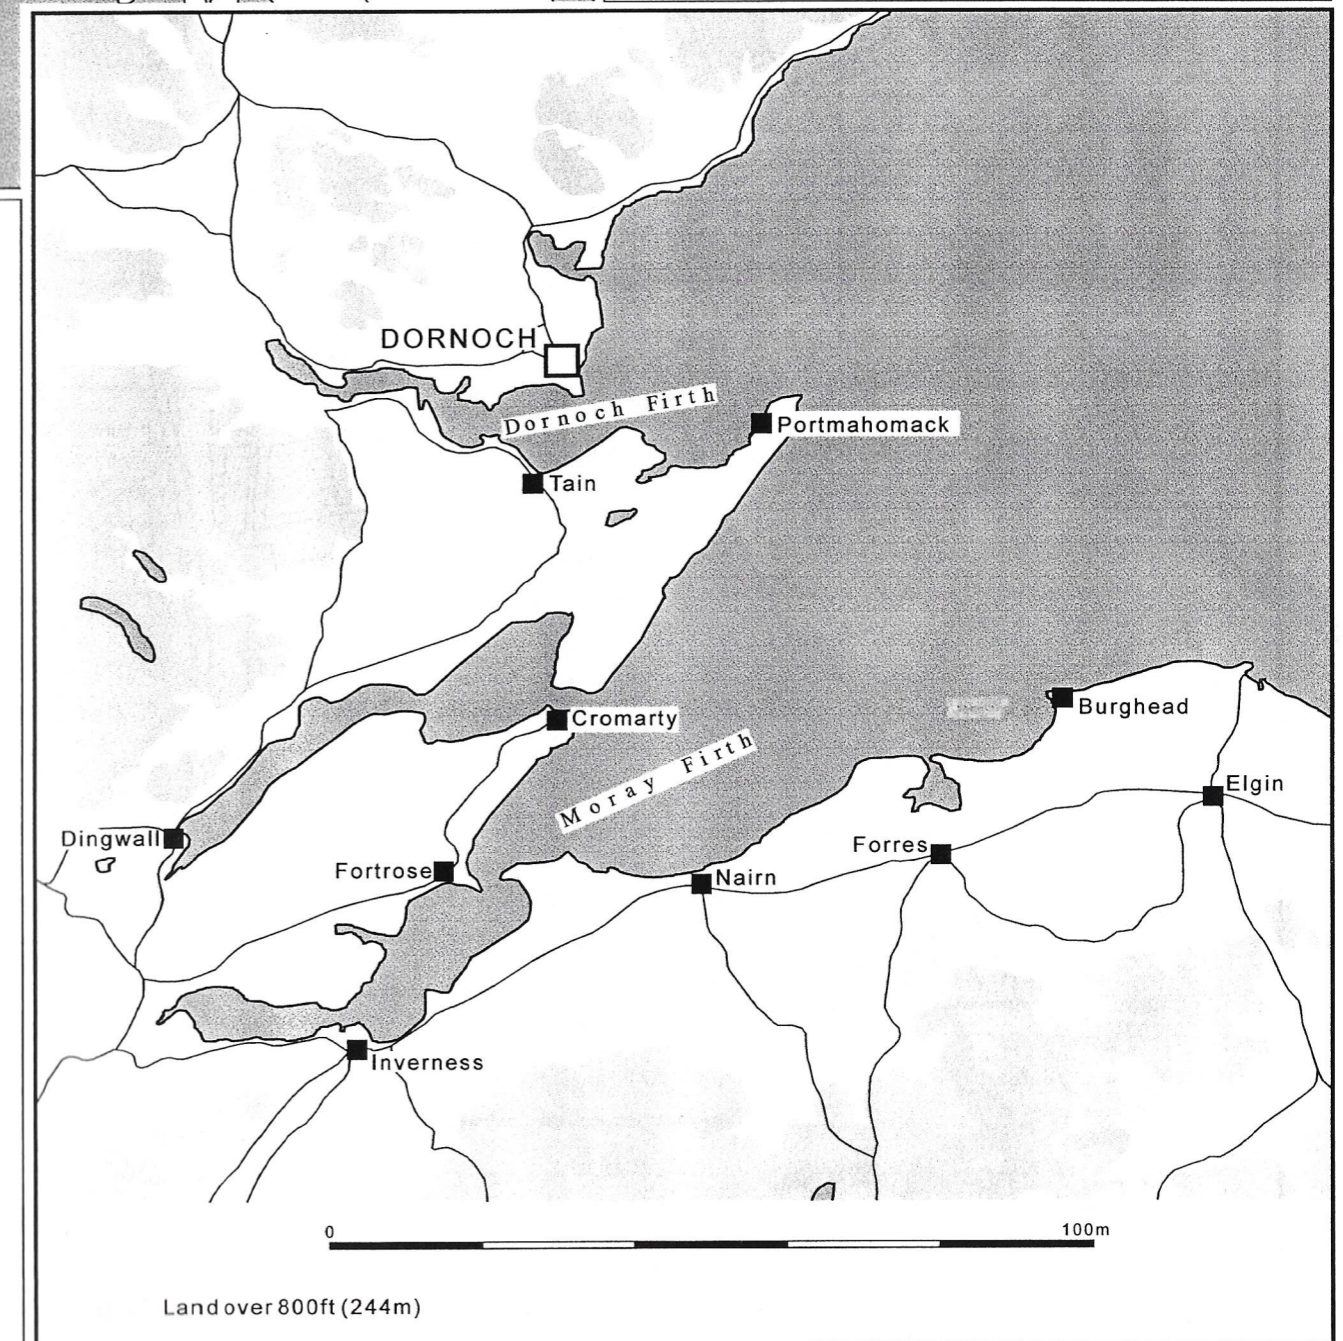 DORNOCH
Dornoch Firth
Portmahomack
Tain
Cromarty
Burghead
Moray Firth
Elgin
Dingwall
Forres
Fortrose
Nairn
Inverness
0 100m
Land over 800ft (244m)